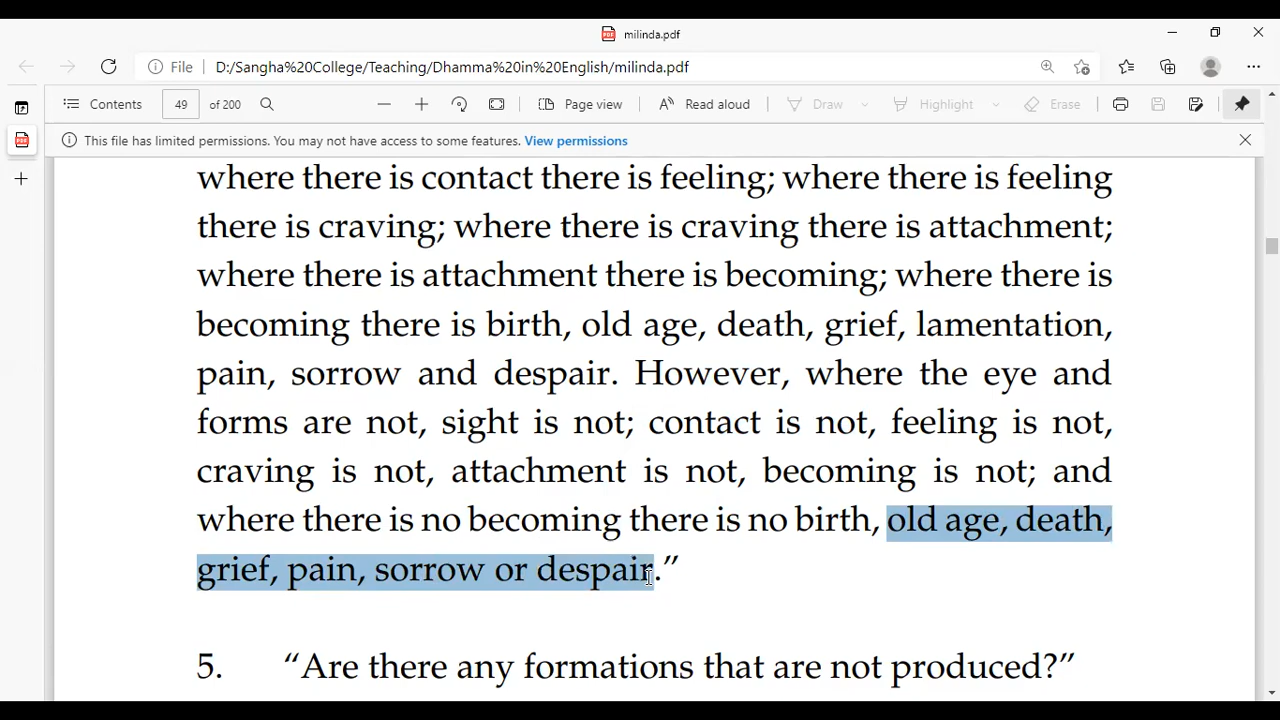 milinda.pdf
File D:/Sangha%20College/Teaching/Dhamma%20in%20English/milinda.pdf
Contents 49 of 200 Page view Read aloud Draw Highlight Erase
This file has limited permissions. You may not have access to some features. View permissions
where there is contact there is feeling; where there is feeling
there is craving; where there is craving there is attachment;
where there is attachment there is becoming; where there is
becoming there is birth, old age, death, grief, lamentation,
pain, sorrow and despair. However, where the eye and
forms are not, sight is not; contact is not, feeling is not,
craving is not, attachment is not, becoming is not; and
where there is no becoming there is no birth, old age, death,
grief, pain, sorrow or despair.”
5. “Are there any formations that are not produced?”